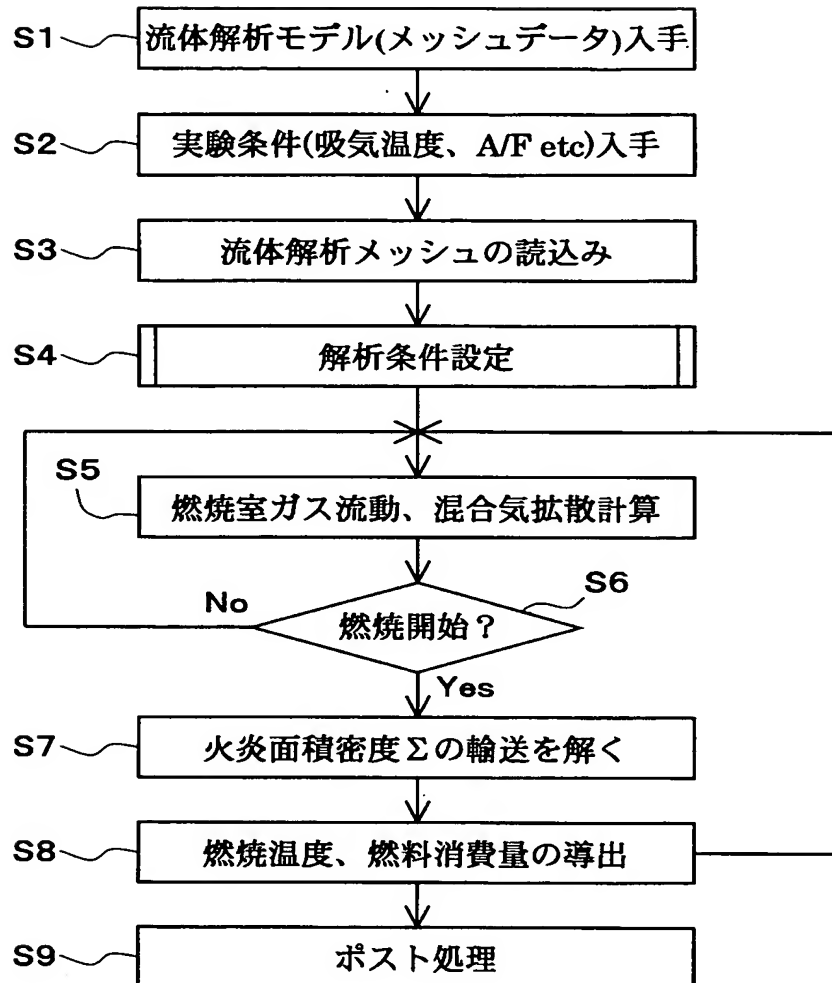 S1 流体解析モデル(メッシュデータ)入手
S2 実験条件(吸気温度、A/F etc)入手
S3 流体解析メッシュの読込み
S4 解析条件設定
S5
燃焼室ガス流動、混合気拡散計算
S6
No
燃焼開始?
Yes
S7 火炎面積密度Σの輸送を解く
S8 燃焼温度、燃料消費量の導出
S9 ポスト処理